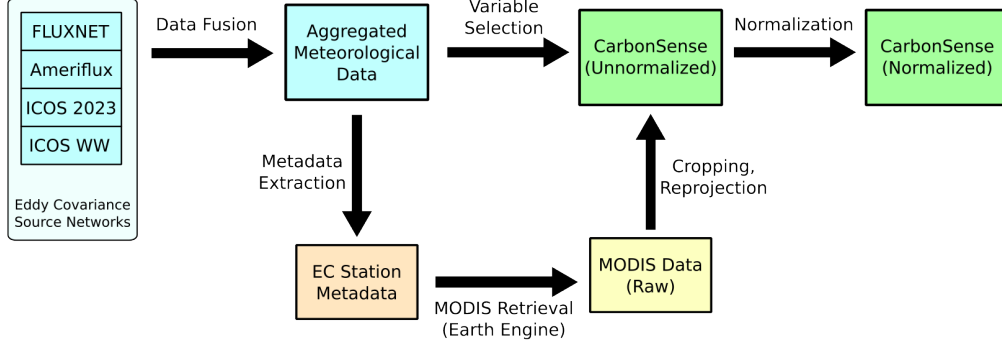 FLUXNET
Ameriflux
ICOS 2023
ICOS WW
Eddy Covariance
Source Networks
Data Fusion
Aggregated
Meteorological
Data
Variable
Selection
CarbonSense
(Unnormalized)
Normalization
CarbonSense
(Normalized)
Metadata
Extraction
Cropping,
Reprojection
EC Station
Metadata
MODIS Retrieval
(Earth Engine)
MODIS Data
(Raw)